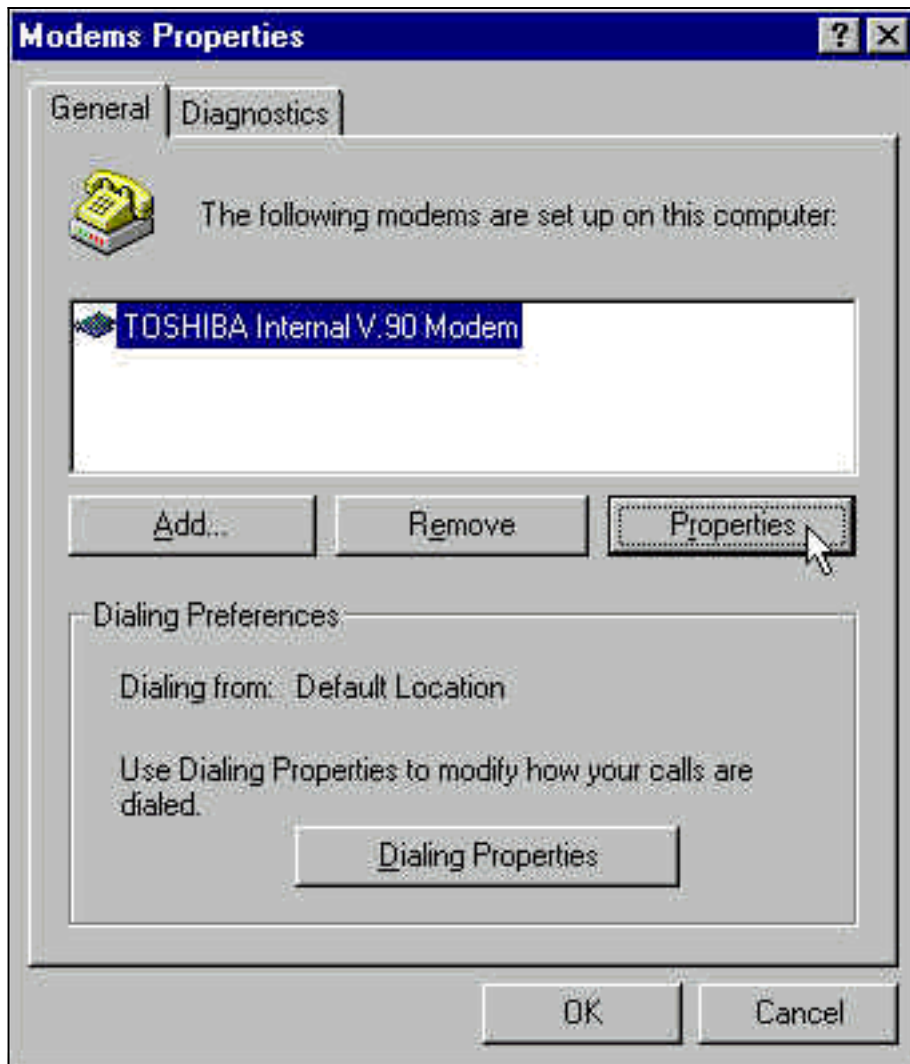 Modems Properties
General Diagnostics
The following modems are set up on this computer:
TOSHIBA Internal V.90 Modem
Add... Remove Properties
Dialing Preferences
Dialing from: Default Location
Use Dialing Properties to modify how your calls are
dialed.
Dialing Properties
OK Cancel